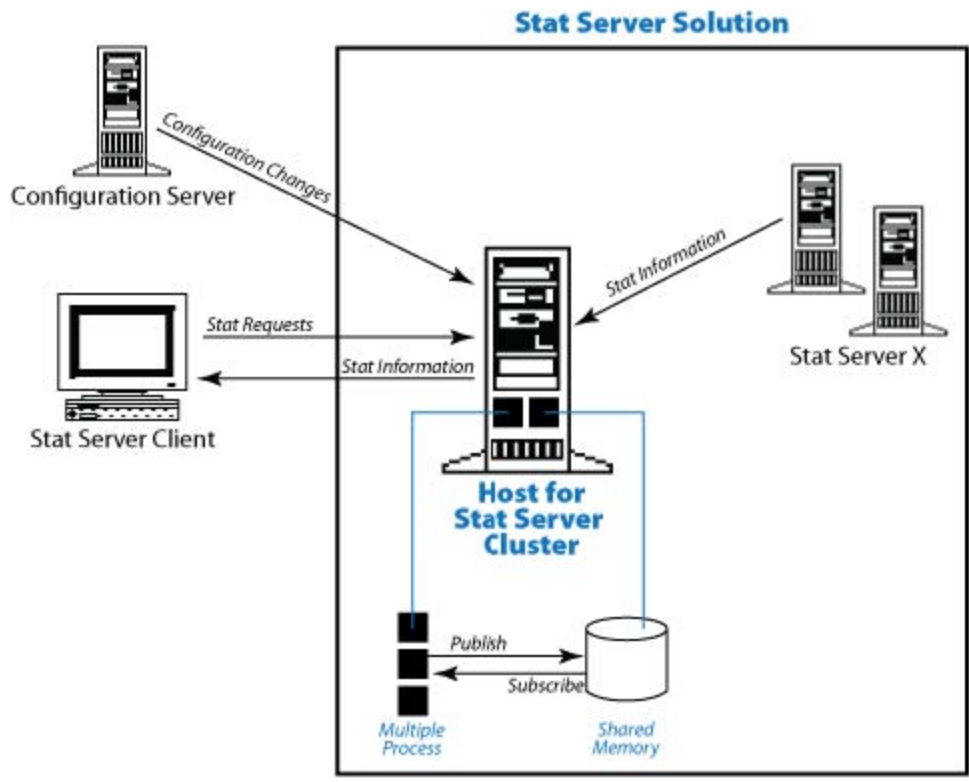 Stat Server Solution
Configuration Changes
Configuration Server
Stat Information
Stat Requests
Stat Information
Stat Server X
Stat Server Client
Host for
Stat Server
Cluster
Publish
Subscribe
Multiple
Process
Shared
Memory